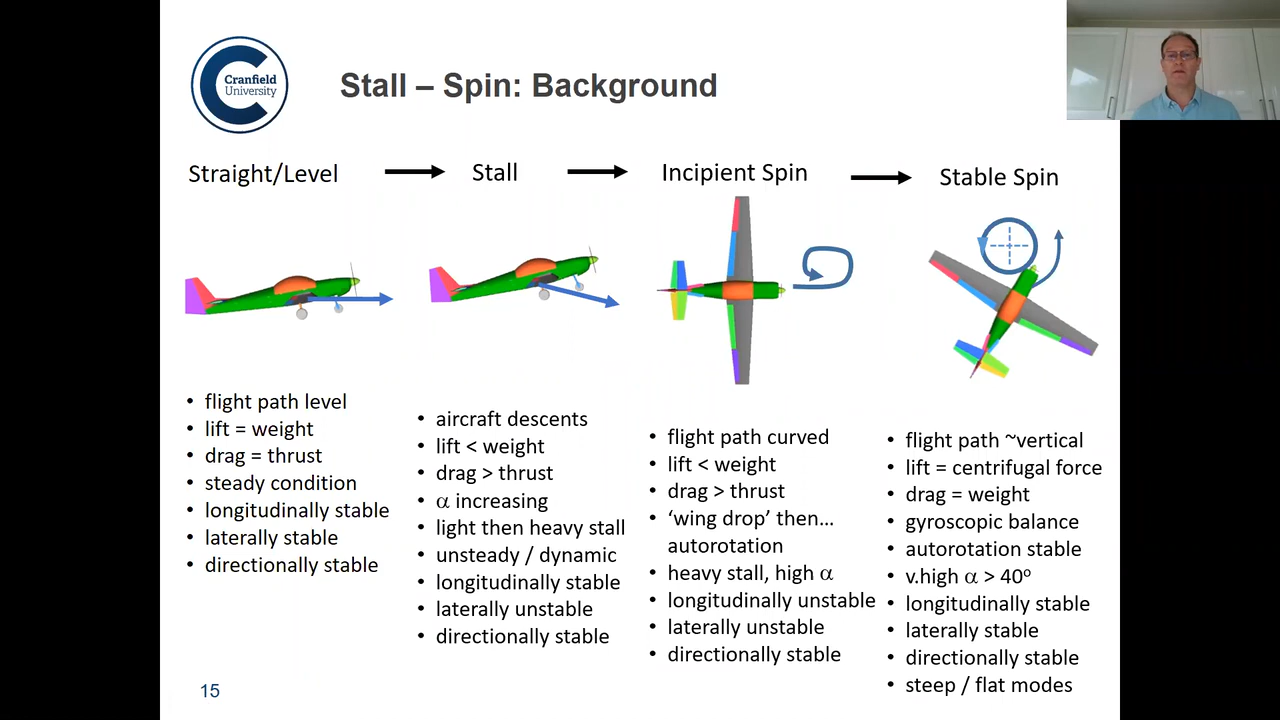 Cranfield
University
Stall – Spin: Background
Straight/Level
Stall
Incipient Spin
Stable Spin
• flight path level
• lift = weight
• drag = thrust
• steady condition
• longitudinally stable
• laterally stable
• directionally stable
• aircraft descents
• lift < weight
• drag > thrust
• α increasing
• light then heavy stall
• unsteady / dynamic
• longitudinally stable
• laterally unstable
• directionally stable
• flight path curved
• lift < weight
• drag > thrust
• ‘wing drop’ then…
autorotation
• heavy stall, high α
• longitudinally unstable
• laterally unstable
• directionally stable
• flight path ~vertical
• lift = centrifugal force
• drag = weight
• gyroscopic balance
• autorotation stable
• v.high α > 40º
• longitudinally stable
• laterally stable
• directionally stable
• steep / flat modes
15